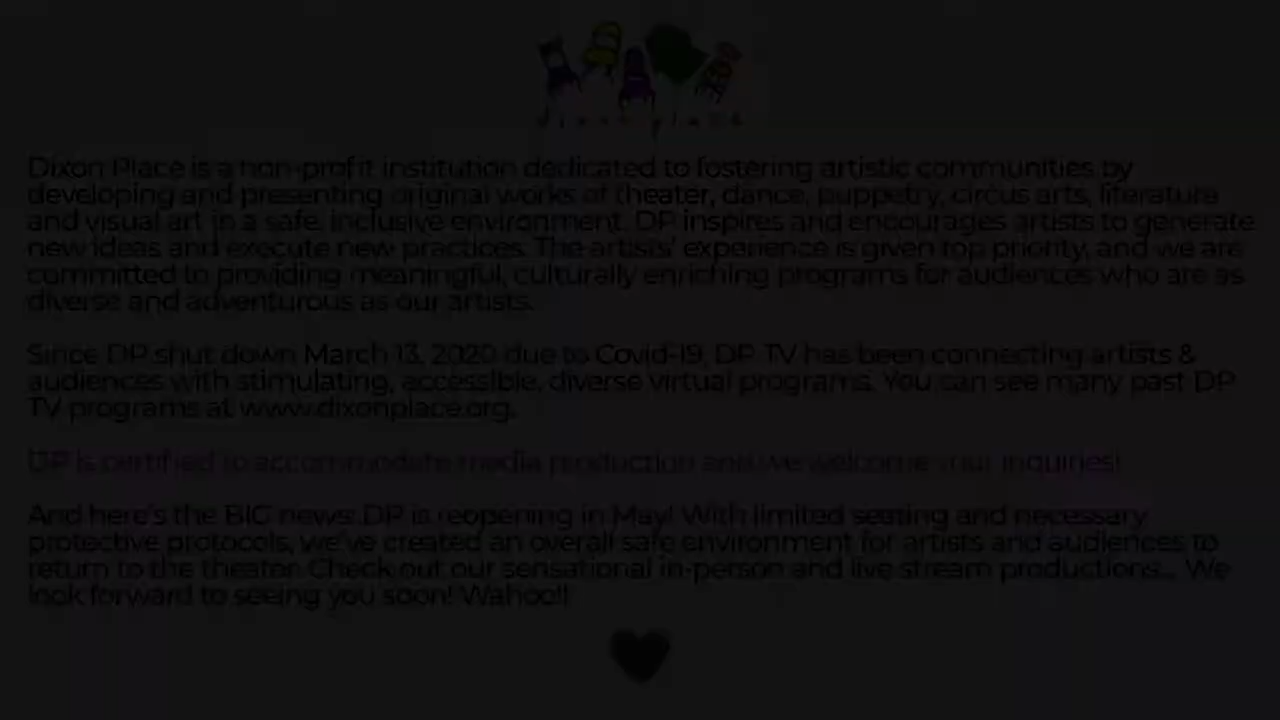 dixon place
Dixon Place is a non-profit institution dedicated to fostering artistic communities by
developing and presenting original works of theater, dance, puppetry, circus arts, literature
and visual art in a safe, inclusive environment. DP inspires and encourages artists to generate
new ideas and execute new practices. The artists' experience is given top priority, and we are
committed to providing meaningful, culturally enriching programs for audiences who are as
diverse and adventurous as our artists.
Since DP shut down March 13, 2020 due to Covid-19, DP TV has been connecting artists &
audiences with stimulating, accessible, diverse virtual programs. You can see many past DP
TV programs at www.dixonplace.org.
DP is certified to accommodate media production and we welcome your inquiries!
And here's the BIG news: DP is reopening in May! With limited seating and necessary
protective protocols, we've created an overall safe environment for artists and audiences to
return to the theater. Check out our sensational in-person and live stream productions... We
look forward to seeing you soon! Wahoo!!